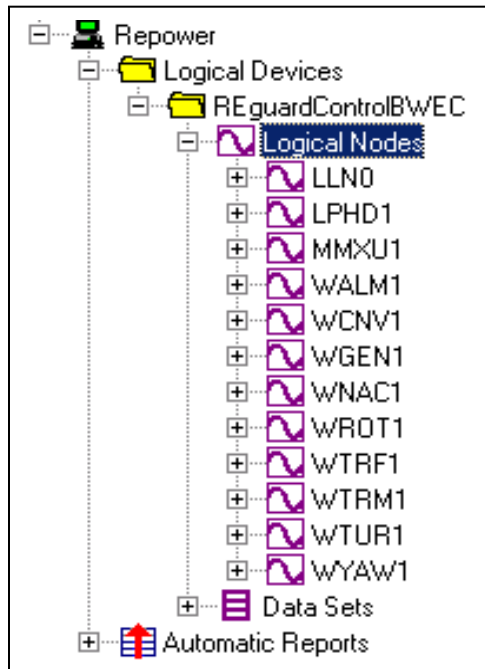 Repower
Logical Devices
REguardControlBWEC
Logical Nodes
LLN0
LPHD1
MMXU1
WALM1
WCNV1
WGEN1
WNAC1
WROT1
WTRF1
WTRM1
WTUR1
WYAW1
Data Sets
Automatic Reports